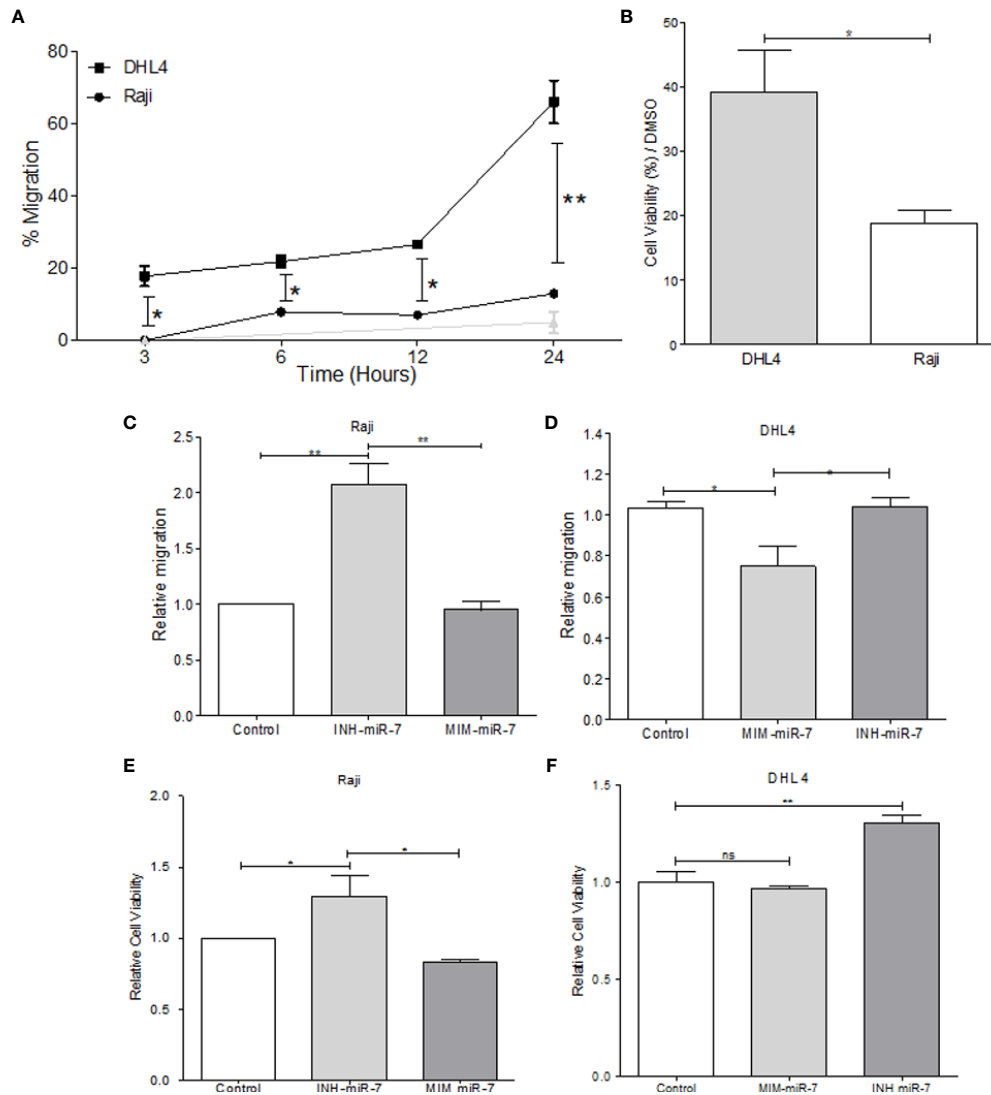 A
80
60
40
20
0
% Migration
DHL4
Raji
*
*
*
**
3
6
12
24
Time (Hours)
B
*
50
40
30
20
10
0
Cell Viability (%) / DMSO
DHL4
Raji
C
Raji
2.5
2.0
1.5
1.0
0.5
0.0
Relative migration
**
**
Control
INH-miR-7
MIM-miR-7
D
DHL4
1.4
1.2
1.0
0.8
0.6
0.4
0.2
0.0
Relative migration
*
*
Control
MIM-miR-7
INH-miR-7
E
Raji
2.0
1.5
1.0
0.5
0.0
Relative Cell Viability
*
*
Control
INH-miR-7
MIM miR-7
F
DHL4
1.5
1.0
0.5
0.0
Relative Cell Viability
**
ns
Control
MIM-miR-7
INH miR-7